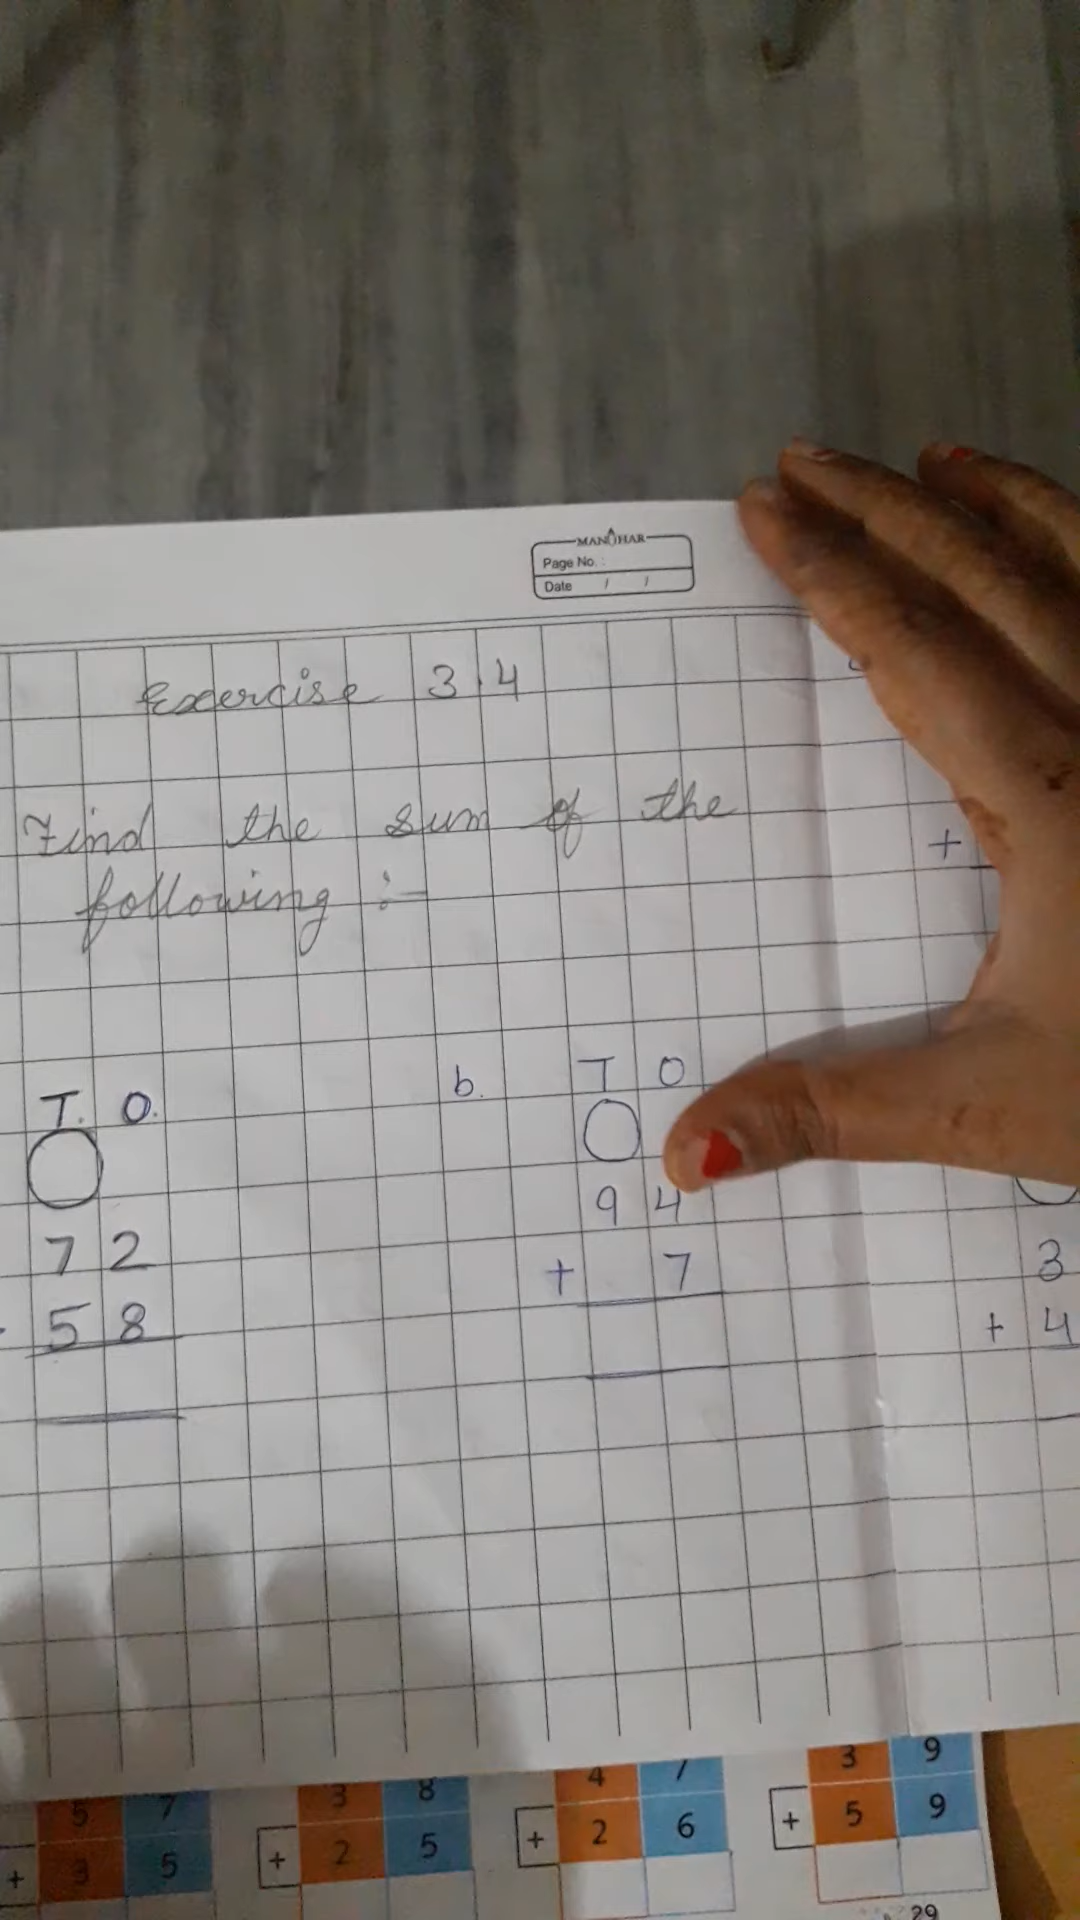 MANOHAR
Page No. :
Date / /
Exercise 3.4
Find the sum of the
following :-
T. O.
72
58
b.
T O
94
+ 7
+
3
+ 4
5 7
+ 3 5
3 8
+ 2 5
4 7
+ 2 6
3 9
+ 5 9
29